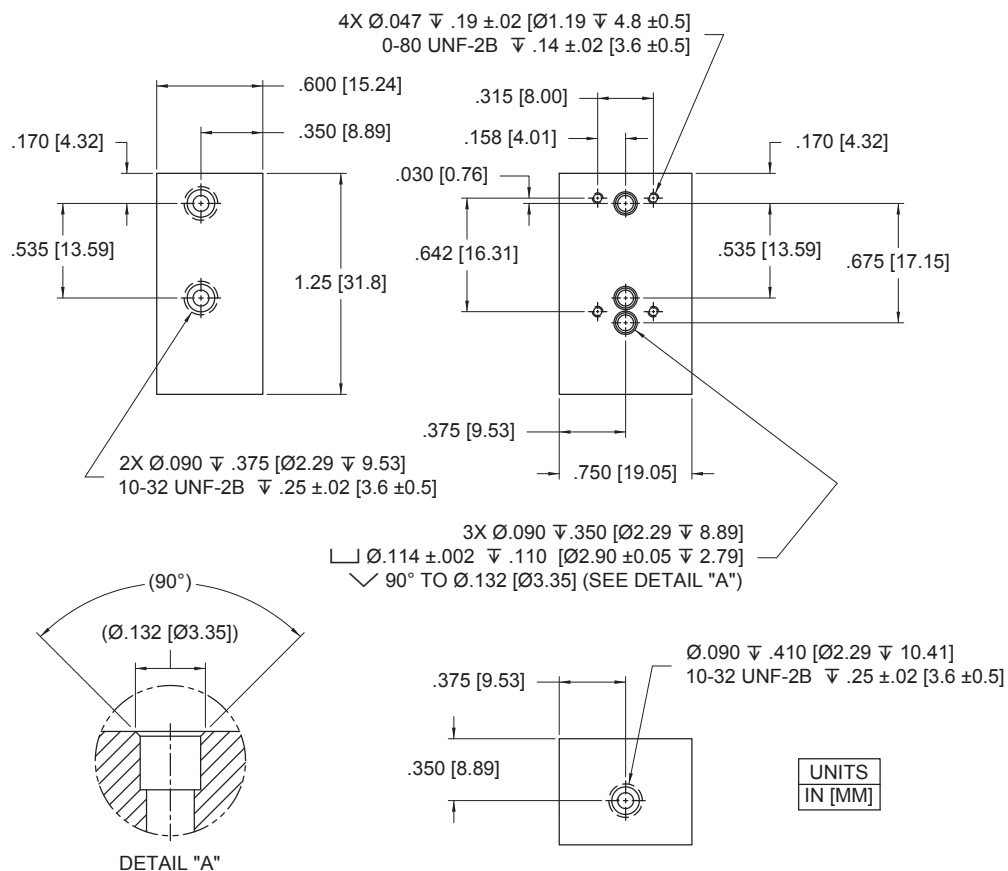 4X Ø.047 ↧ .19 ±.02 [Ø1.19 ↧ 4.8 ±0.5]
0-80 UNF-2B ↧ .14 ±.02 [3.6 ±0.5]
.600 [15.24]
.350 [8.89]
.170 [4.32]
.535 [13.59]
1.25 [31.8]
2X Ø.090 ↧ .375 [Ø2.29 ↧ 9.53]
10-32 UNF-2B ↧ .25 ±.02 [3.6 ±0.5]
.315 [8.00]
.158 [4.01]
.030 [0.76]
.642 [16.31]
.170 [4.32]
.535 [13.59]
.675 [17.15]
.375 [9.53]
.750 [19.05]
3X Ø.090 ↧.350 [Ø2.29 ↧ 8.89]
⌴ Ø.114 ±.002 ↧ .110 [Ø2.90 ±0.05 ↧ 2.79]
⌵ 90° TO Ø.132 [Ø3.35] (SEE DETAIL "A")
(90°)
(Ø.132 [Ø3.35])
DETAIL "A"
Ø.090 ↧ .410 [Ø2.29 ↧ 10.41]
10-32 UNF-2B ↧ .25 ±.02 [3.6 ±0.5]
.375 [9.53]
.350 [8.89]
UNITS
IN [MM]